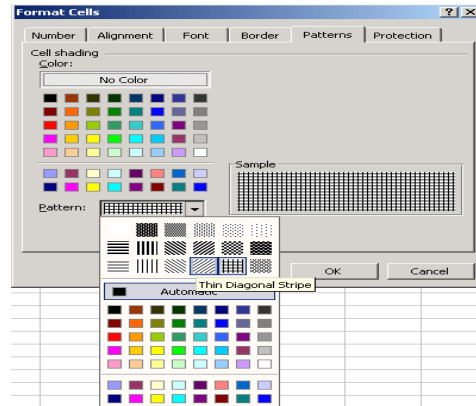 Format Cells
Number Alignment Font Border Patterns Protection
Cell shading
Color:
No Color
Sample
Pattern:
OK Cancel
Thin Diagonal Stripe
Automatic